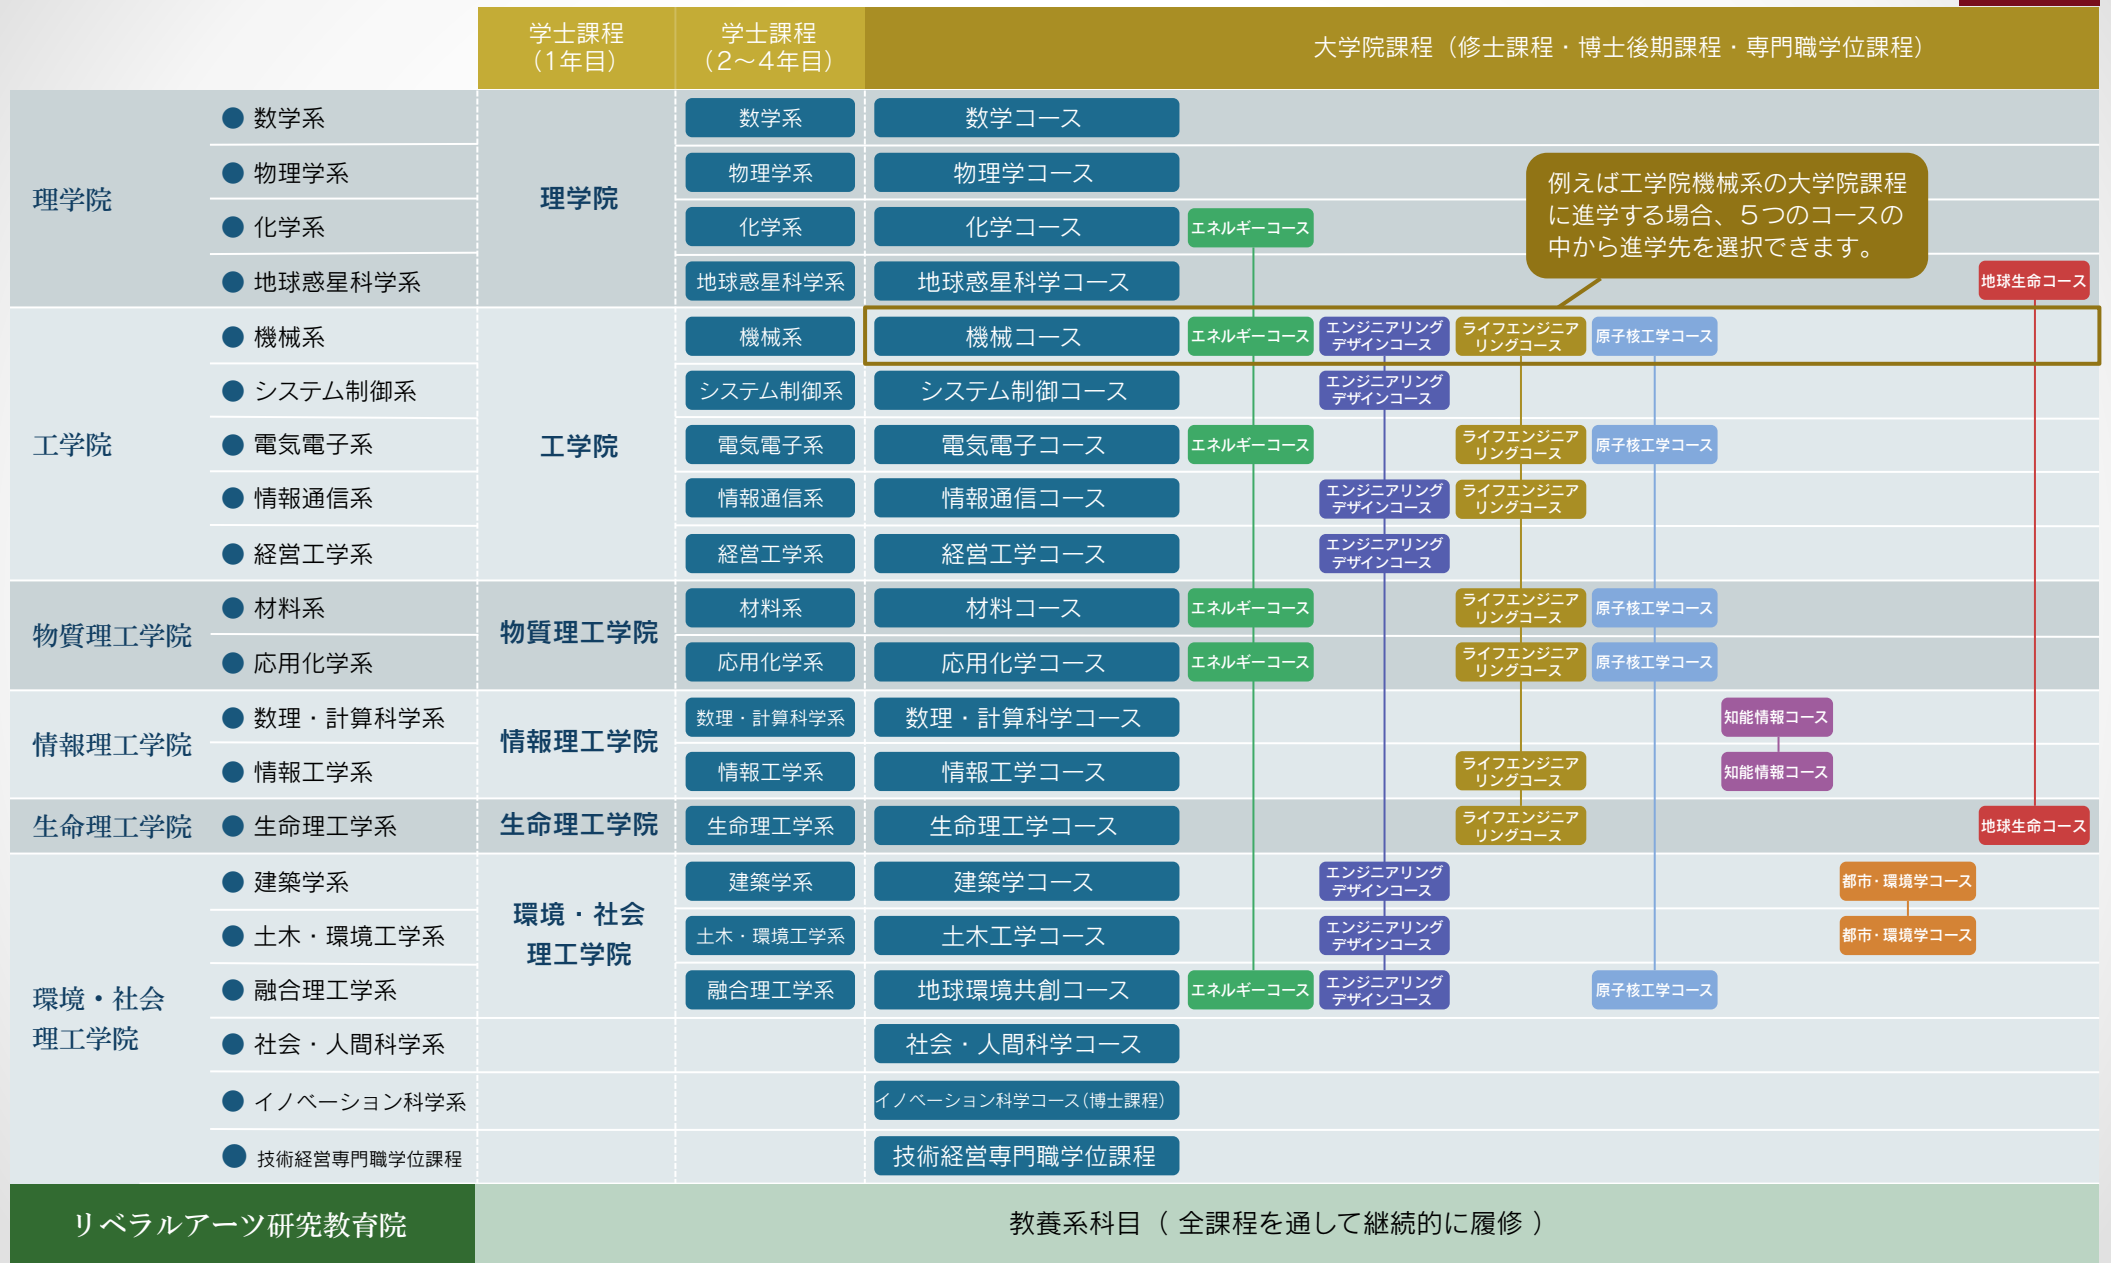 学士課程
（1年目）
学士課程
（2～4年目）
大学院課程（修士課程・博士後期課程・専門職学位課程）
理学院
数学系
理学院
数学系
数学コース
物理学系
物理学系
物理学コース
化学系
化学系
化学コース
エネルギーコース
地球惑星科学系
地球惑星科学系
地球惑星科学コース
地球生命コース
例えば工学院機械系の大学院課程
に進学する場合、５つのコースの
中から進学先を選択できます。
工学院
機械系
工学院
機械系
機械コース
エネルギーコース
エンジニアリング
デザインコース
ライフエンジニア
リングコース
原子核工学コース
システム制御系
システム制御系
システム制御コース
エンジニアリング
デザインコース
電気電子系
電気電子系
電気電子コース
エネルギーコース
ライフエンジニア
リングコース
原子核工学コース
情報通信系
情報通信系
情報通信コース
エンジニアリング
デザインコース
ライフエンジニア
リングコース
経営工学系
経営工学系
経営工学コース
エンジニアリング
デザインコース
物質理工学院
材料系
物質理工学院
材料系
材料コース
エネルギーコース
ライフエンジニア
リングコース
原子核工学コース
応用化学系
応用化学系
応用化学コース
エネルギーコース
ライフエンジニア
リングコース
原子核工学コース
情報理工学院
数理・計算科学系
情報理工学院
数理・計算科学系
数理・計算科学コース
知能情報コース
情報工学系
情報工学系
情報工学コース
ライフエンジニア
リングコース
知能情報コース
生命理工学院
生命理工学系
生命理工学院
生命理工学系
生命理工学コース
ライフエンジニア
リングコース
地球生命コース
環境・社会
理工学院
建築学系
環境・社会
理工学院
建築学系
建築学コース
エンジニアリング
デザインコース
都市・環境学コース
土木・環境工学系
土木・環境工学系
土木工学コース
エンジニアリング
デザインコース
都市・環境学コース
融合理工学系
融合理工学系
地球環境共創コース
エネルギーコース
エンジニアリング
デザインコース
原子核工学コース
社会・人間科学系
社会・人間科学コース
イノベーション科学系
イノベーション科学コース（博士課程）
技術経営専門職学位課程
技術経営専門職学位課程
リベラルアーツ研究教育院
教養系科目（ 全課程を通して継続的に履修 ）